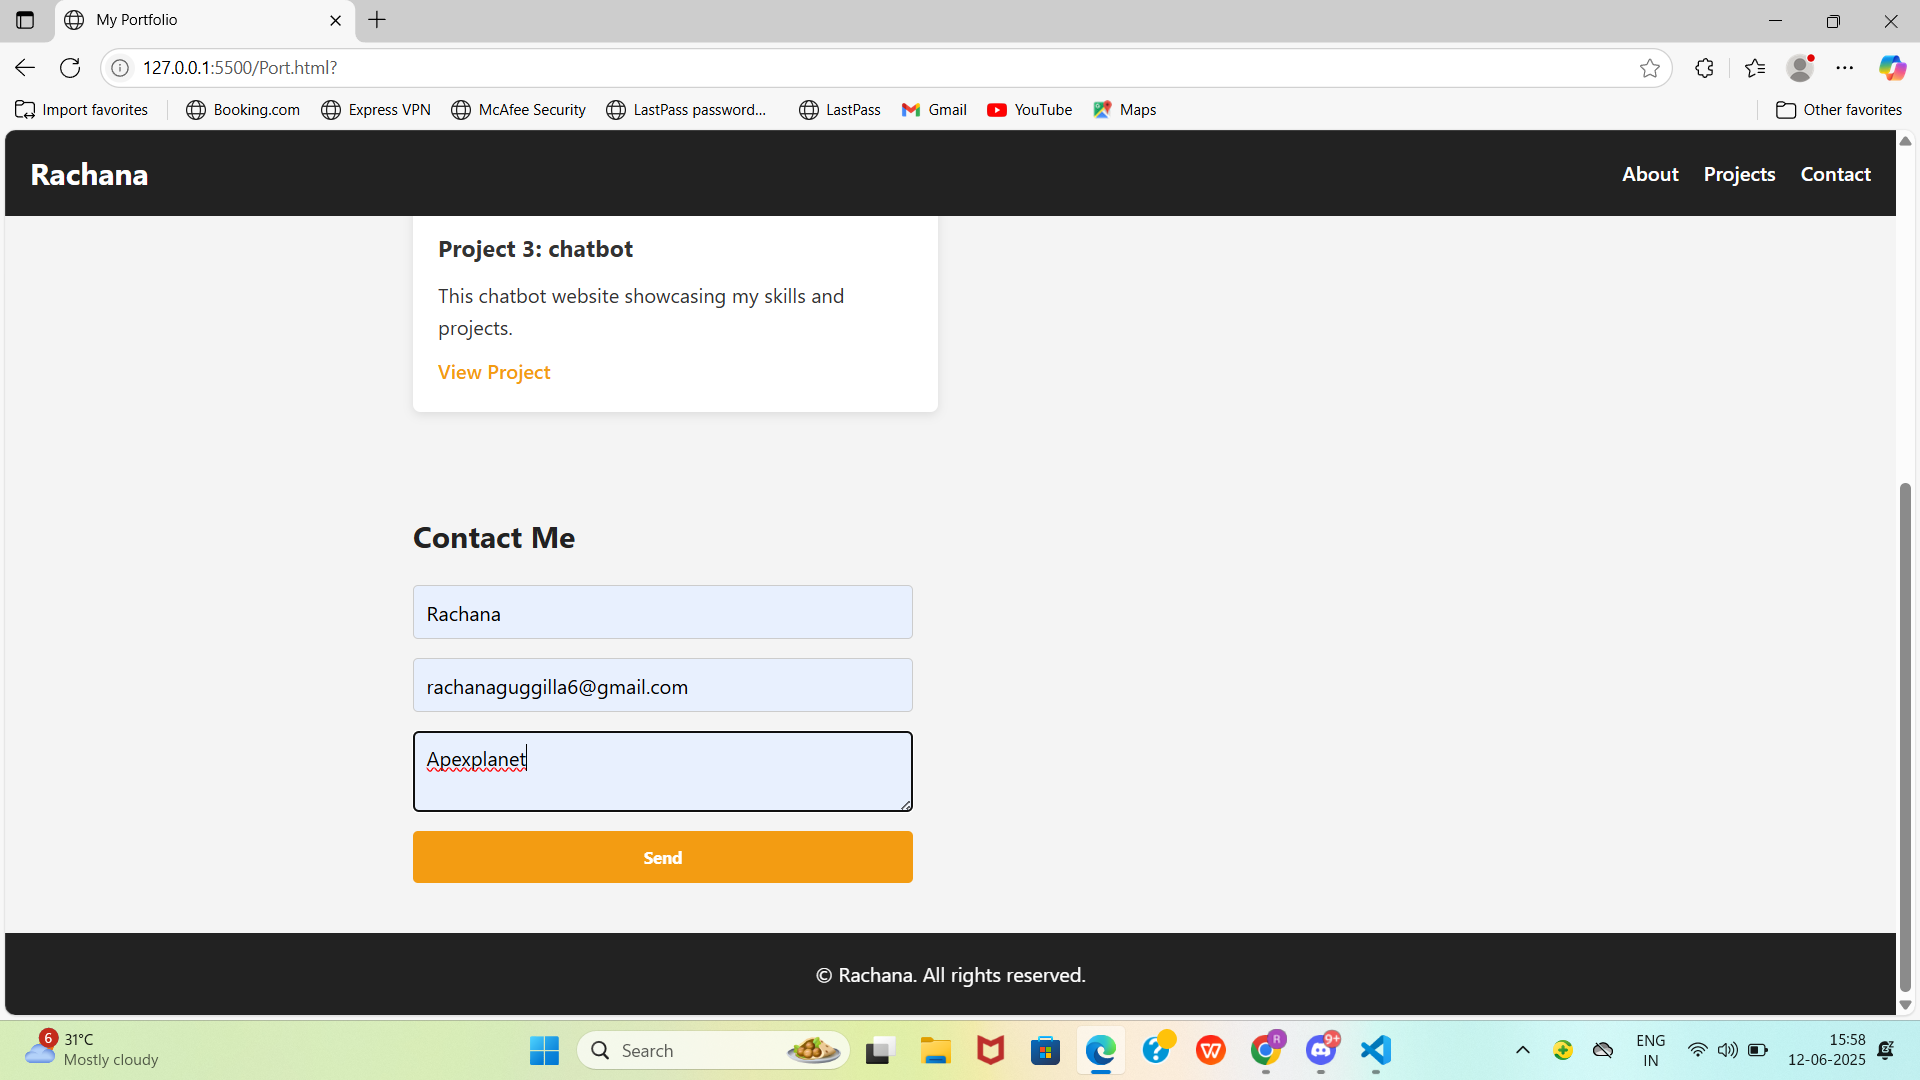 My Portfolio
127.0.0.1:5500/Port.html?
Import favorites
Booking.com
Express VPN
McAfee Security
LastPass password...
LastPass
Gmail
YouTube
Maps
Other favorites
Rachana
About
Projects
Contact
Project 3: chatbot
This chatbot website showcasing my skills and
projects.
View Project
Contact Me
Rachana
rachanaguggilla6@gmail.com
Apexplanet
Send
© Rachana. All rights reserved.
6
31°C
Mostly cloudy
Search
R
9+
ENG
IN
15:58
12-06-2025